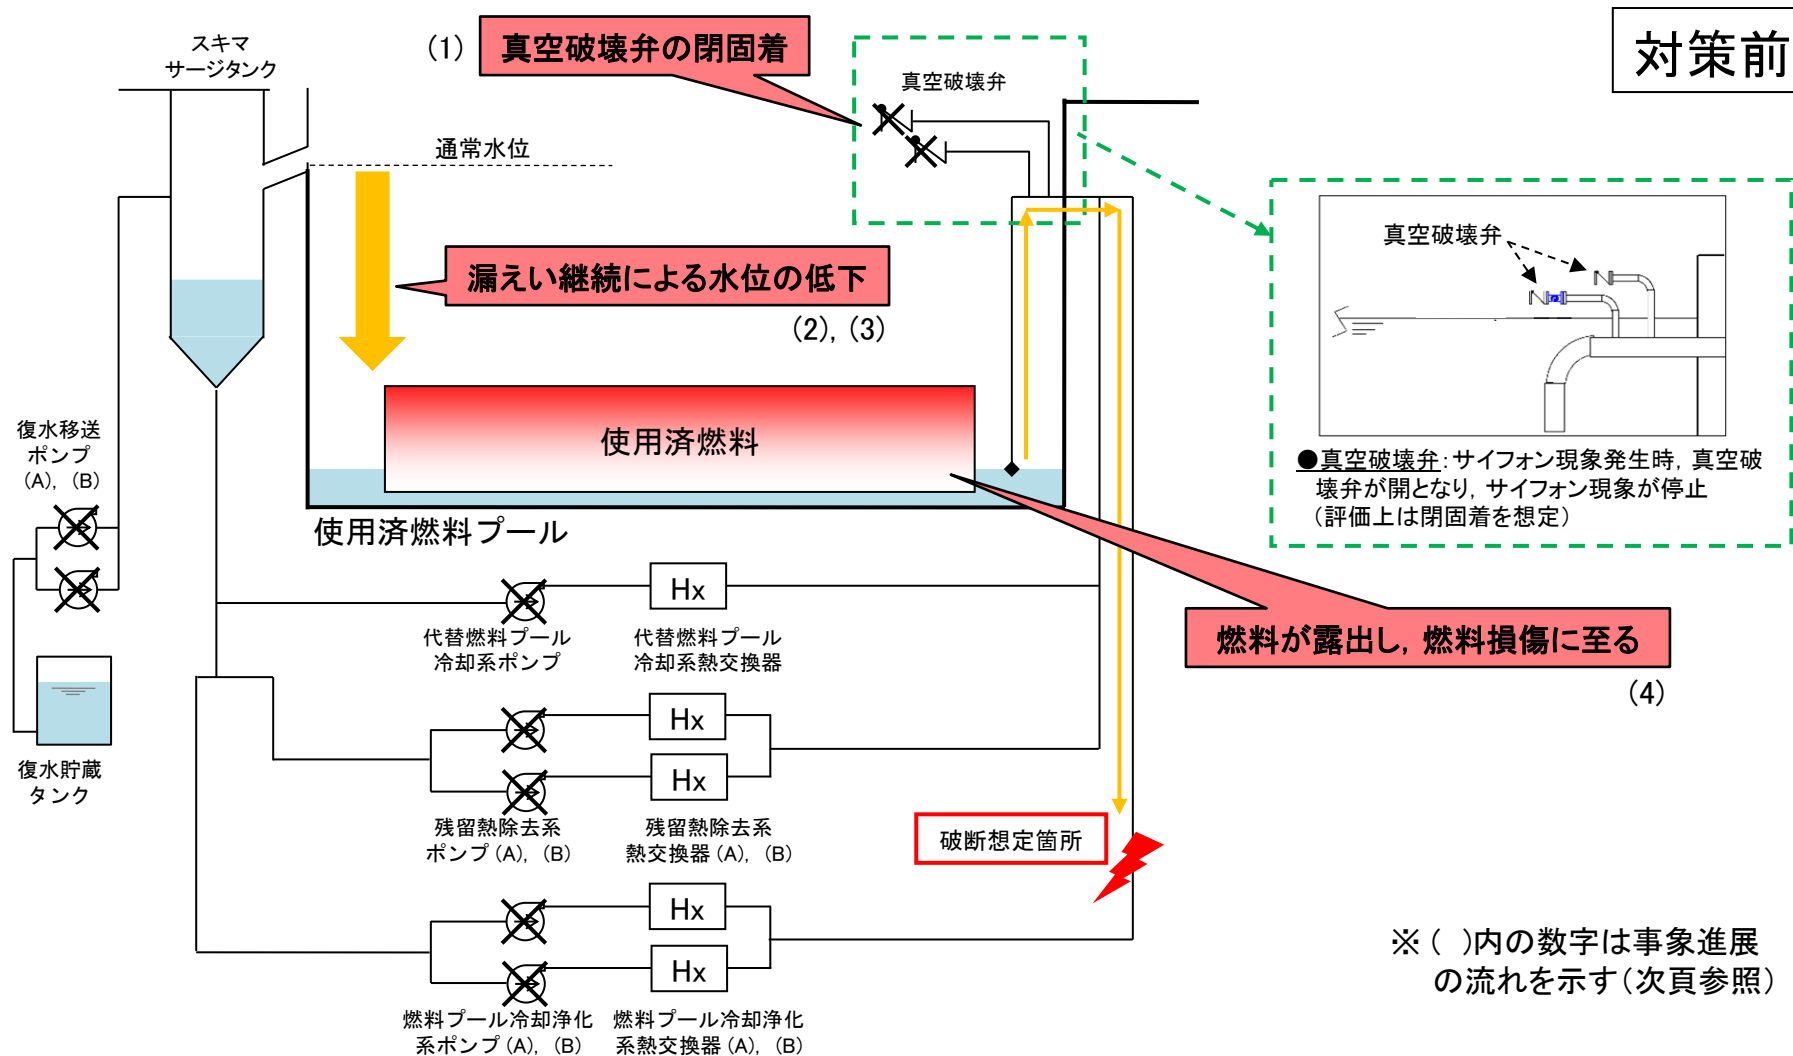 対策前
スキマ
サージタンク
(1)
真空破壊弁の閉固着
真空破壊弁
通常水位
漏えい継続による水位の低下
(2), (3)
使用済燃料
使用済燃料プール
真空破壊弁
●真空破壊弁:サイフォン現象発生時, 真空破
壊弁が開となり, サイフォン現象が停止
(評価上は閉固着を想定)
復水移送
ポンプ
(A), (B)
復水貯蔵
タンク
Hx
代替燃料プール
冷却系ポンプ
代替燃料プール
冷却系熱交換器
燃料が露出し, 燃料損傷に至る
(4)
Hx
Hx
残留熱除去系
ポンプ(A), (B)
残留熱除去系
熱交換器(A), (B)
破断想定箇所
Hx
Hx
燃料プール冷却浄化
系ポンプ(A), (B)
燃料プール冷却浄化
系熱交換器(A), (B)
※( )内の数字は事象進展
の流れを示す(次頁参照)